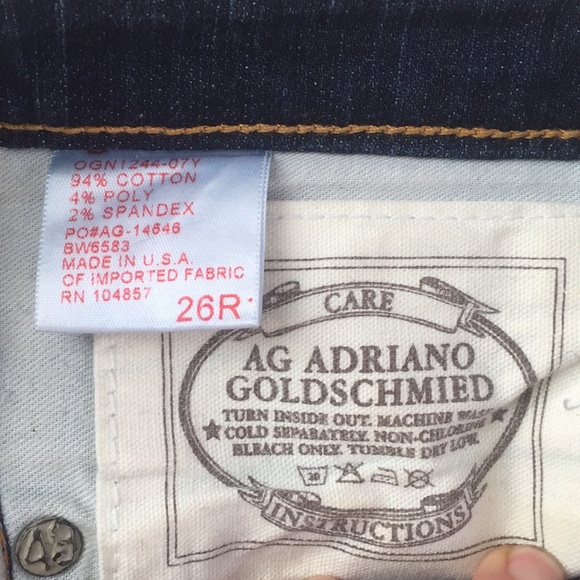 OGN1244-07Y
94% COTTON
4% POLY
2% SPANDEX
PO#AG-14646
BW6583
MADE IN U.S.A.
OF IMPORTED FABRIC
RN 104857
26R
CARE
AG ADRIANO
GOLDSCHMIED
TURN INSIDE OUT. MACHINE WASH
COLD SEPARATELY. NON-CHLORINE
BLEACH ONLY. TUMBLE DRY LOW.
30
INSTRUCTIONS